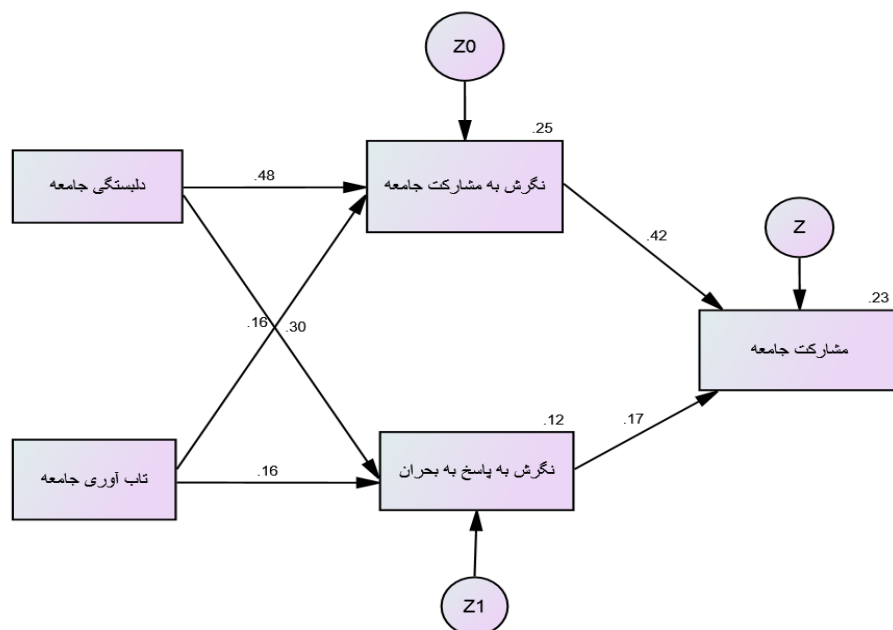 Z0
.25
نگرش به مشارکت جامعه
دلبستگی جامعه
.48
.42
Z
.23
مشارکت جامعه
.16
.30
.12
.17
نگرش به پاسخ به بحران
تاب آوری جامعه
.16
Z1